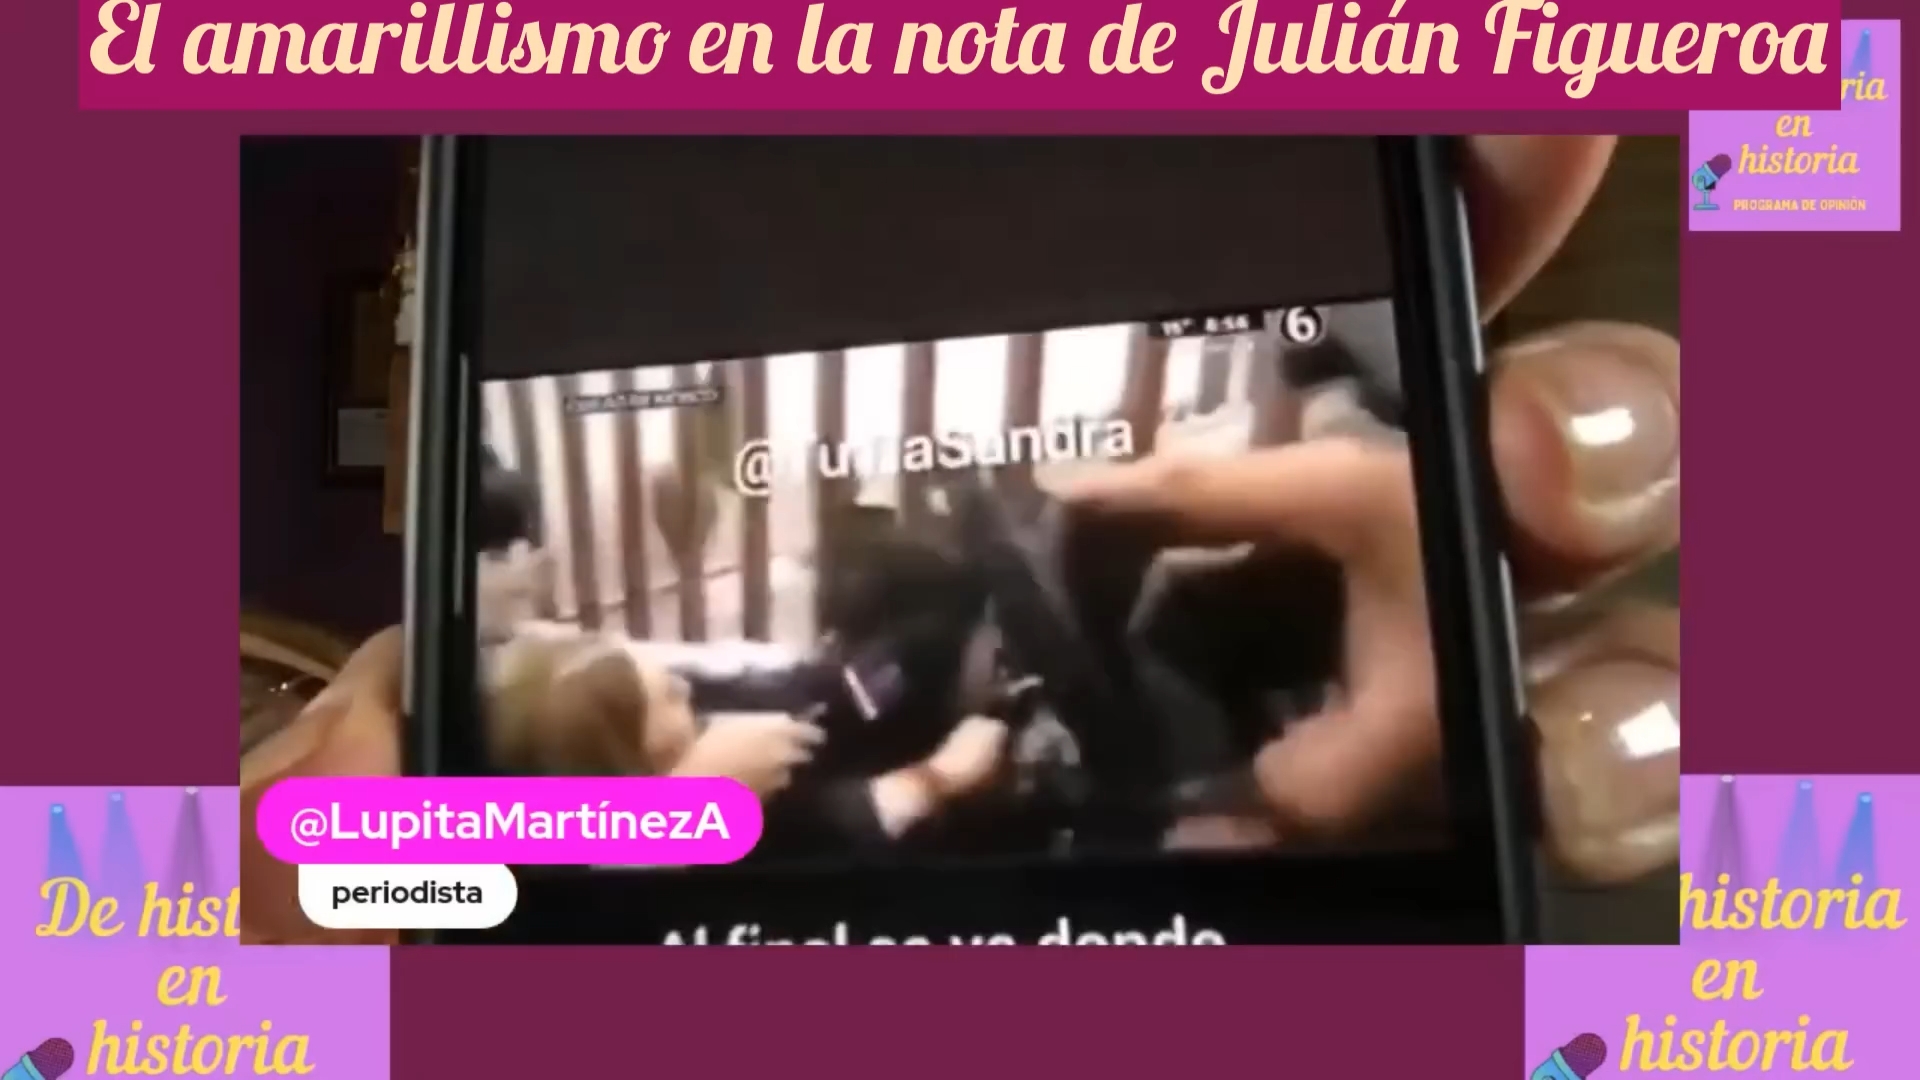 El amarillismo en la nota de Julián Figueroa
ria
en
historia
PROGRAMA DE OPINIÓN
6
@LupitaMartínezA
periodista
De hist
en
historia
historia
en
historia